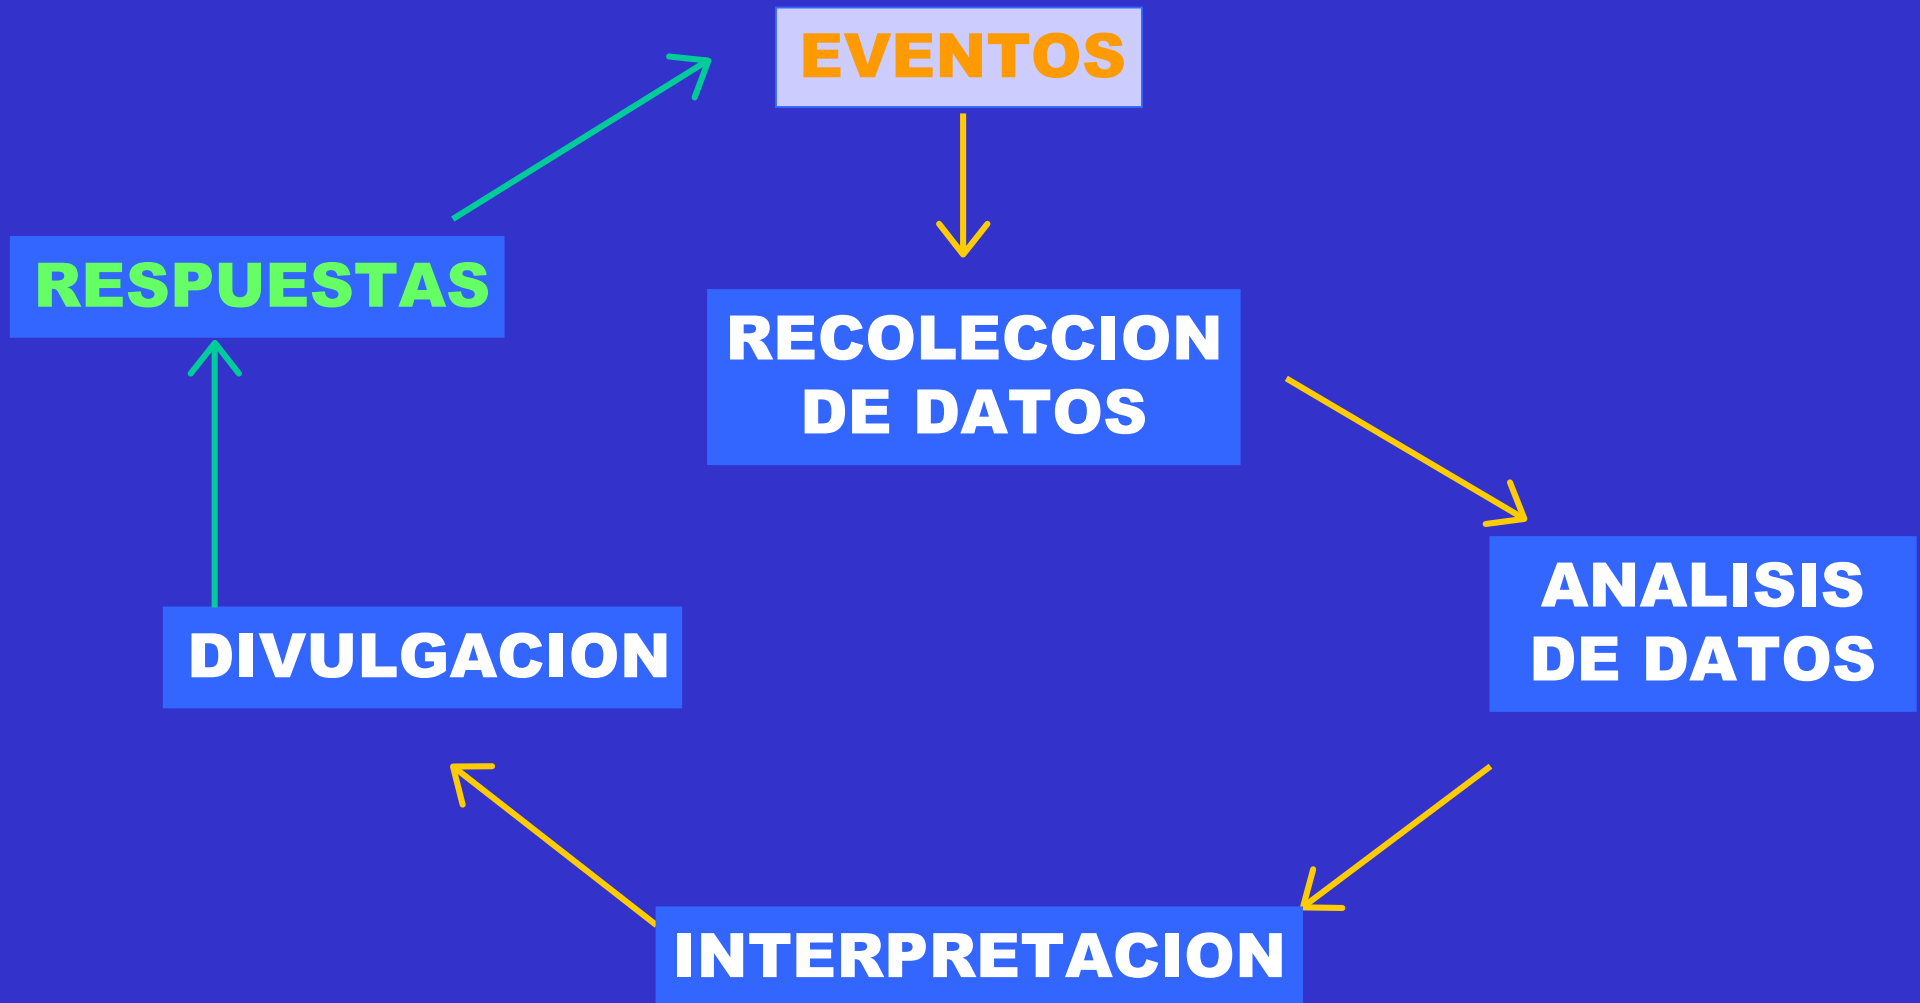 EVENTOS
RESPUESTAS
RECOLECCION
DE DATOS
ANALISIS
DE DATOS
DIVULGACION
INTERPRETACION